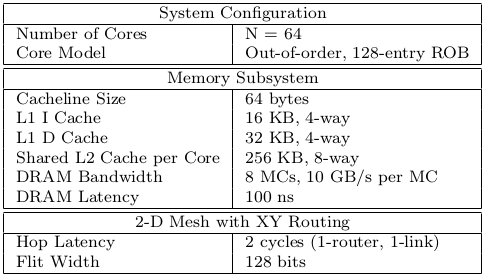 System Configuration
Number of Cores N = 64
Core Model Out-of-order, 128-entry ROB
Memory Subsystem
Cacheline Size 64 bytes
L1 I Cache 16 KB, 4-way
L1 D Cache 32 KB, 4-way
Shared L2 Cache per Core 256 KB, 8-way
DRAM Bandwidth 8 MCs, 10 GB/s per MC
DRAM Latency 100 ns
2-D Mesh with XY Routing
Hop Latency 2 cycles (1-router, 1-link)
Flit Width 128 bits